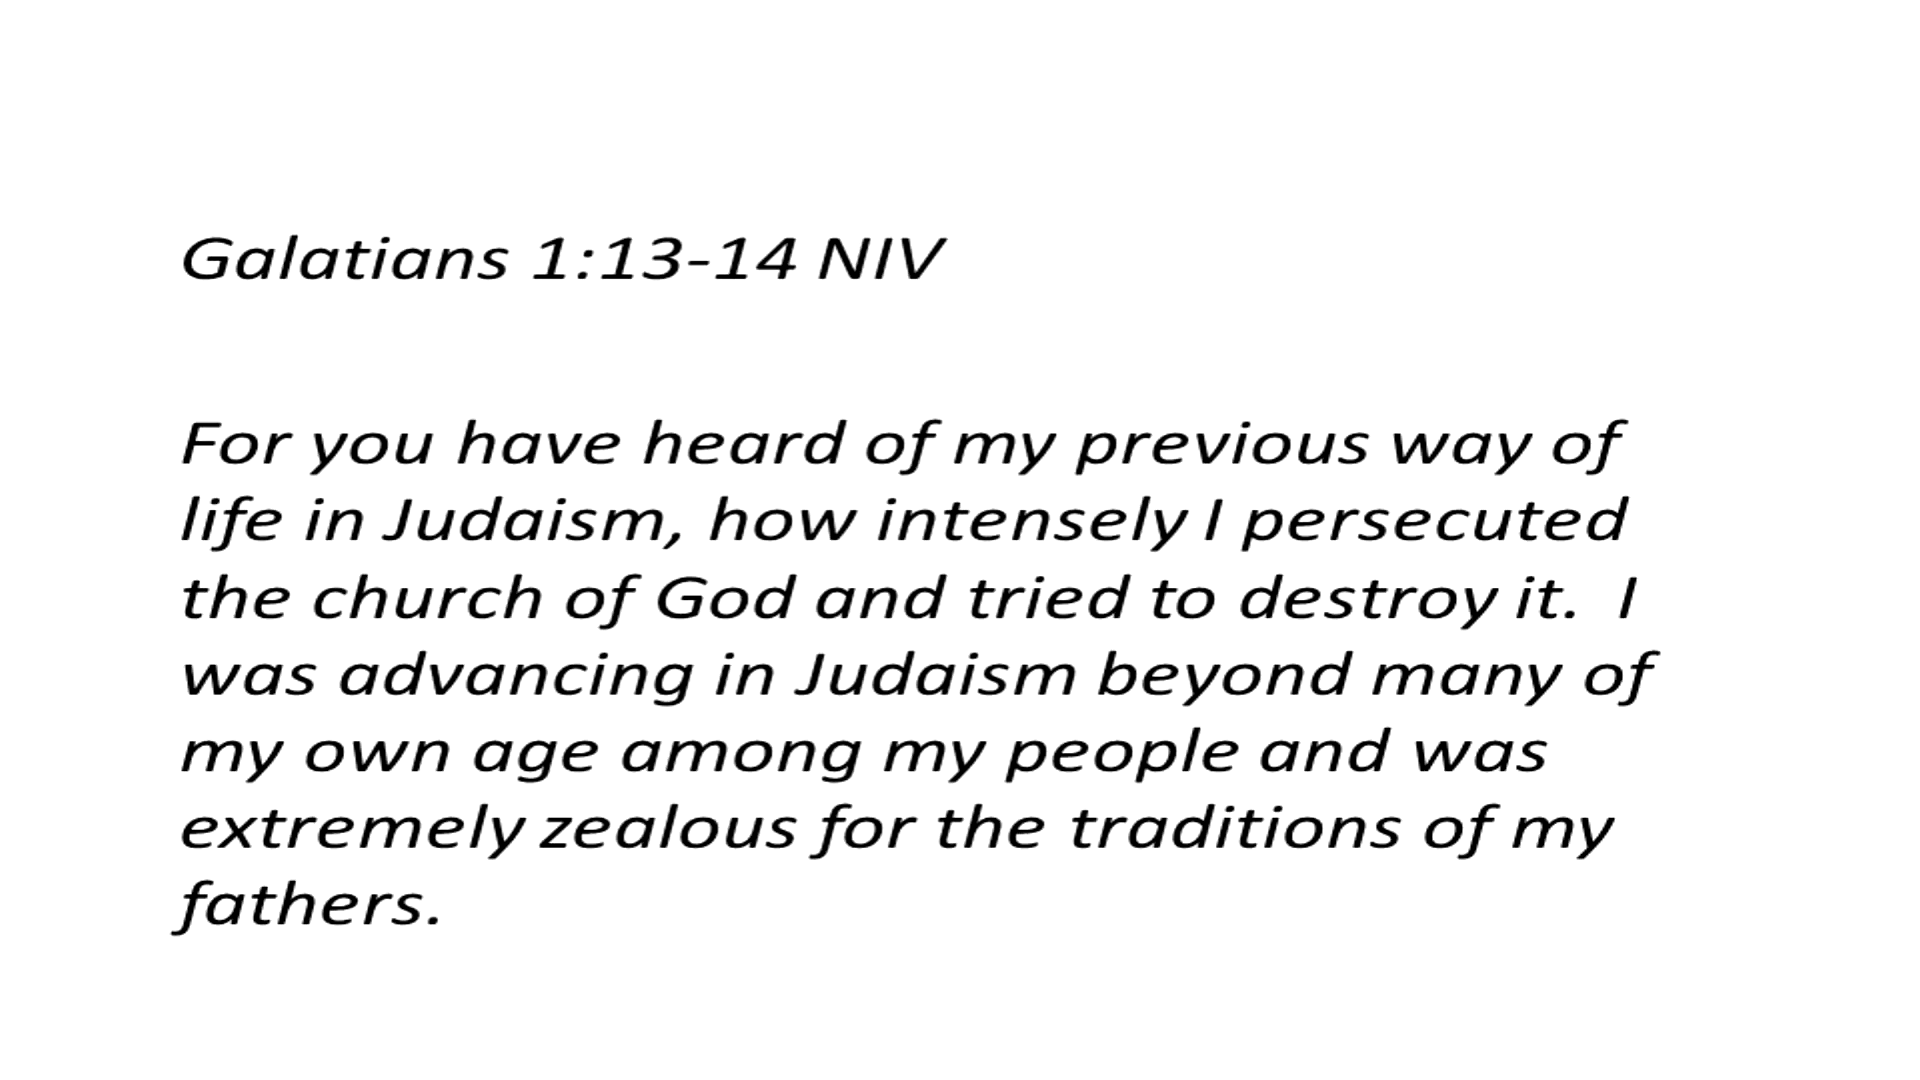 Galatians 1:13-14 NIV
For you have heard of my previous way of
life in Judaism, how intensely I persecuted
the church of God and tried to destroy it.  I
was advancing in Judaism beyond many of
my own age among my people and was
extremely zealous for the traditions of my
fathers.